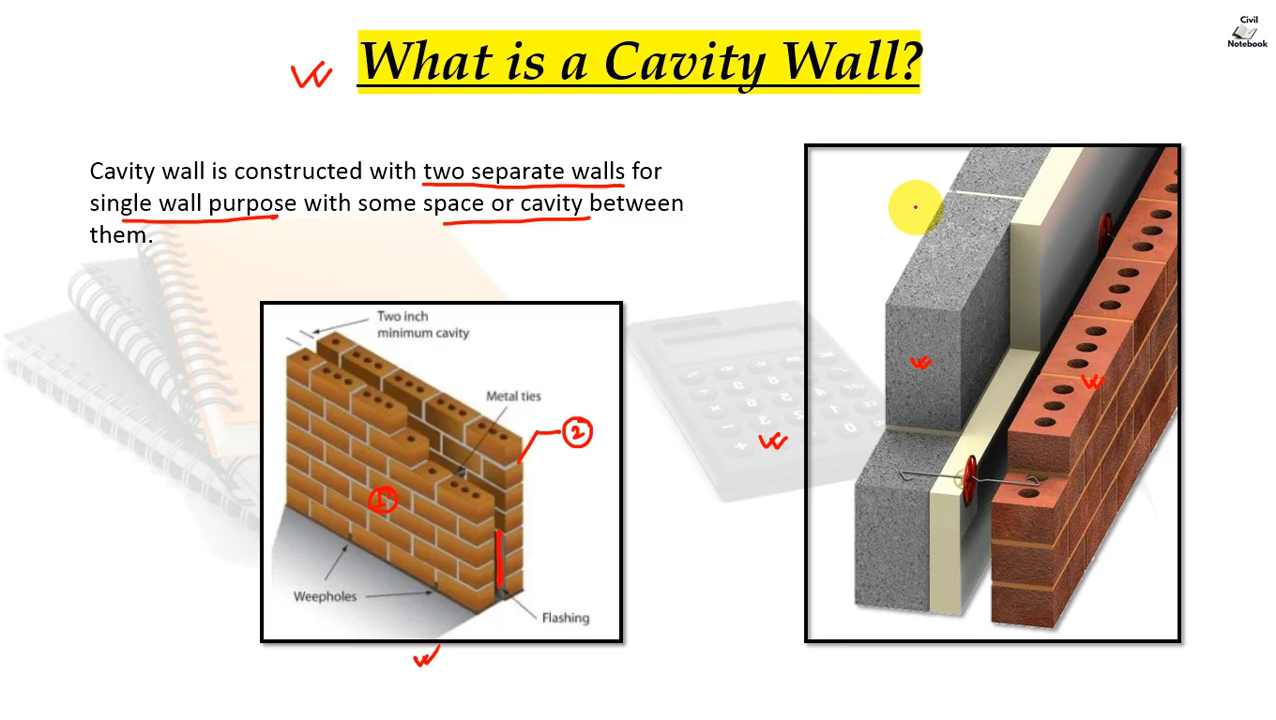 Civil
Notebook
What is a Cavity Wall?
Cavity wall is constructed with two separate walls for
single wall purpose with some space or cavity between
them.
Two inch
minimum cavity
Metal ties
2
1
Weepholes
Flashing